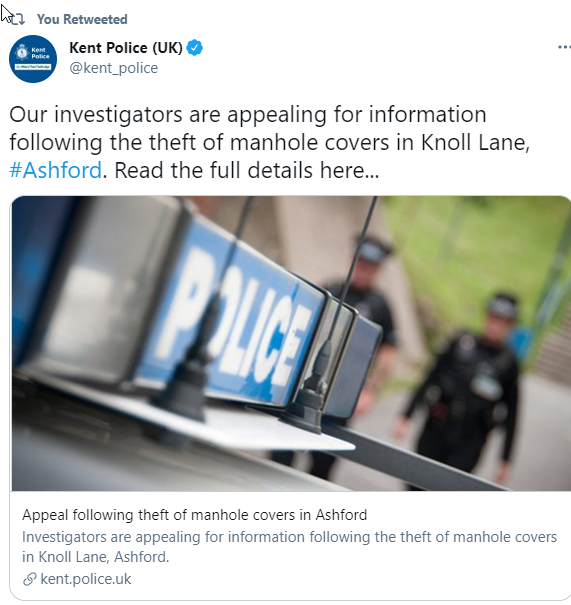 You Retweeted
Kent
Police
Kent Police (UK)
@kent_police
Our investigators are appealing for information
following the theft of manhole covers in Knoll Lane,
#Ashford. Read the full details here...
POLICE
Appeal following theft of manhole covers in Ashford
Investigators are appealing for information following the theft of manhole covers
in Knoll Lane, Ashford.
kent.police.uk